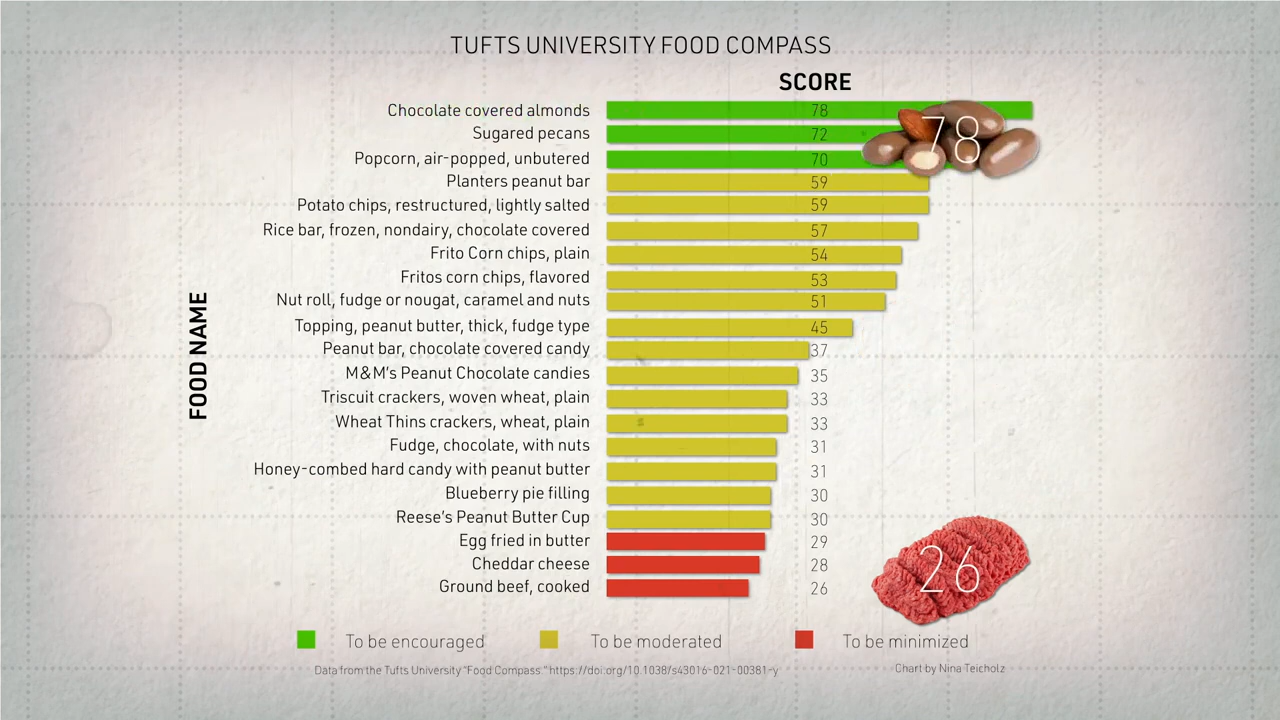 TUFTS UNIVERSITY FOOD COMPASS
SCORE
FOOD NAME
Chocolate covered almonds 78
Sugared pecans 72
78
Popcorn, air-popped, unbutered 70
Planters peanut bar 59
Potato chips, restructured, lightly salted 59
Rice bar, frozen, nondairy, chocolate covered 57
Frito Corn chips, plain 54
Fritos corn chips, flavored 53
Nut roll, fudge or nougat, caramel and nuts 51
Topping, peanut butter, thick, fudge type 45
Peanut bar, chocolate covered candy 37
M&M's Peanut Chocolate candies 35
Triscuit crackers, woven wheat, plain 33
Wheat Thins crackers, wheat, plain 33
Fudge, chocolate, with nuts 31
Honey-combed hard candy with peanut butter 31
Blueberry pie filling 30
Reese's Peanut Butter Cup 30
Egg fried in butter 29
Cheddar cheese 28
26
Ground beef, cooked 26
To be encouraged To be moderated To be minimized
Data from the Tufts University "Food Compass." https://doi.org/10.1038/s43016-021-00381-y
Chart by Nina Teicholz